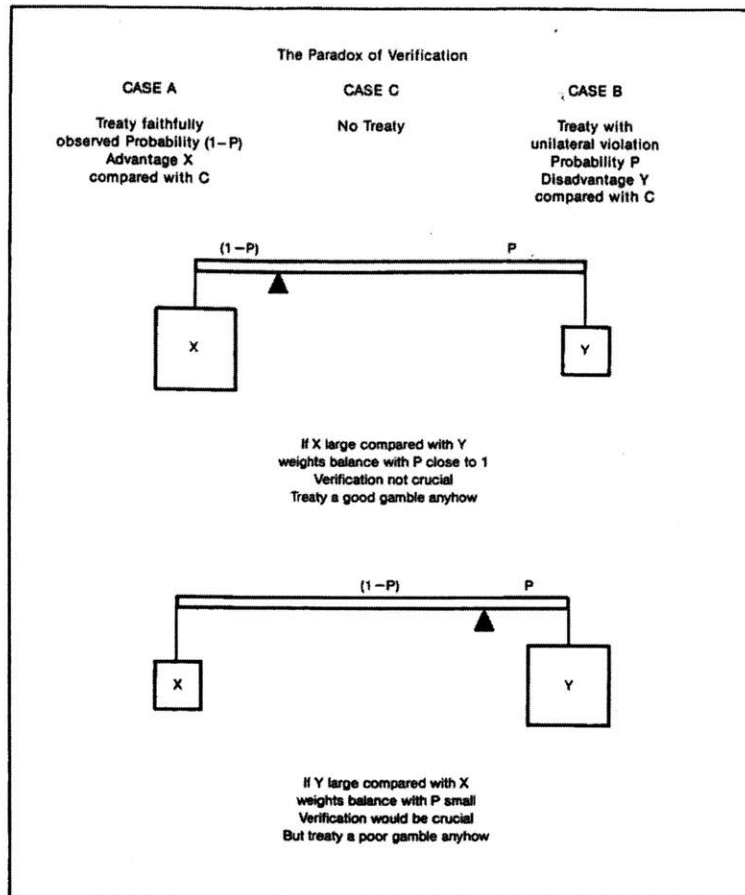 The Paradox of Verification
CASE A
Treaty faithfully
observed Probability (1–P)
Advantage X
compared with C
CASE C
No Treaty
CASE B
Treaty with
unilateral violation
Probability P
Disadvantage Y
compared with C
(1–P)
P
X
Y
If X large compared with Y
weights balance with P close to 1
Verification not crucial
Treaty a good gamble anyhow
(1–P)
P
X
Y
If Y large compared with X
weights balance with P small
Verification would be crucial
But treaty a poor gamble anyhow